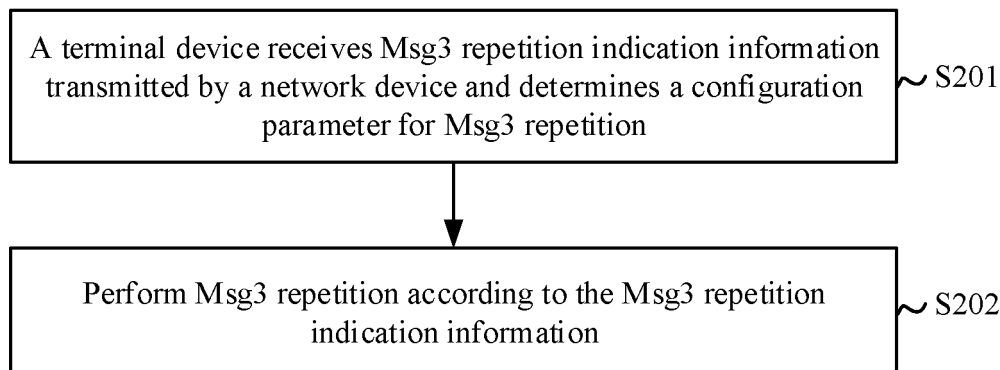 A terminal device receives Msg3 repetition indication information
transmitted by a network device and determines a configuration
parameter for Msg3 repetition
S201
Perform Msg3 repetition according to the Msg3 repetition
indication information
S202